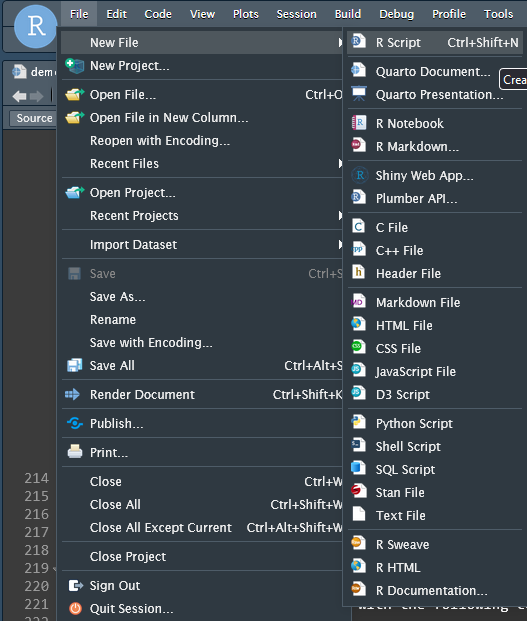 R
File Edit Code View Plots Session Build Debug Profile Tools
New File
New Project...
Open File... Ctrl+O
Open File in New Column...
Reopen with Encoding...
Recent Files
Open Project...
Recent Projects
Import Dataset
Save Ctrl+S
Save As...
Rename
Save with Encoding...
Save All Ctrl+Alt+S
Render Document Ctrl+Shift+K
Publish...
Print...
Close Ctrl+W
Close All Ctrl+Shift+W
Close All Except Current Ctrl+Alt+Shift+W
Close Project
Sign Out
Quit Session...
R Script Ctrl+Shift+N
Quarto Document...
Quarto Presentation...
R Notebook
R Markdown...
Shiny Web App...
Plumber API...
C File
C++ File
Header File
Markdown File
HTML File
CSS File
JavaScript File
D3 Script
Python Script
Shell Script
SQL Script
Stan File
Text File
R Sweave
R HTML
R Documentation...
Crea
dem
Source
214
215
216
217
218
219
220
221
with the following c